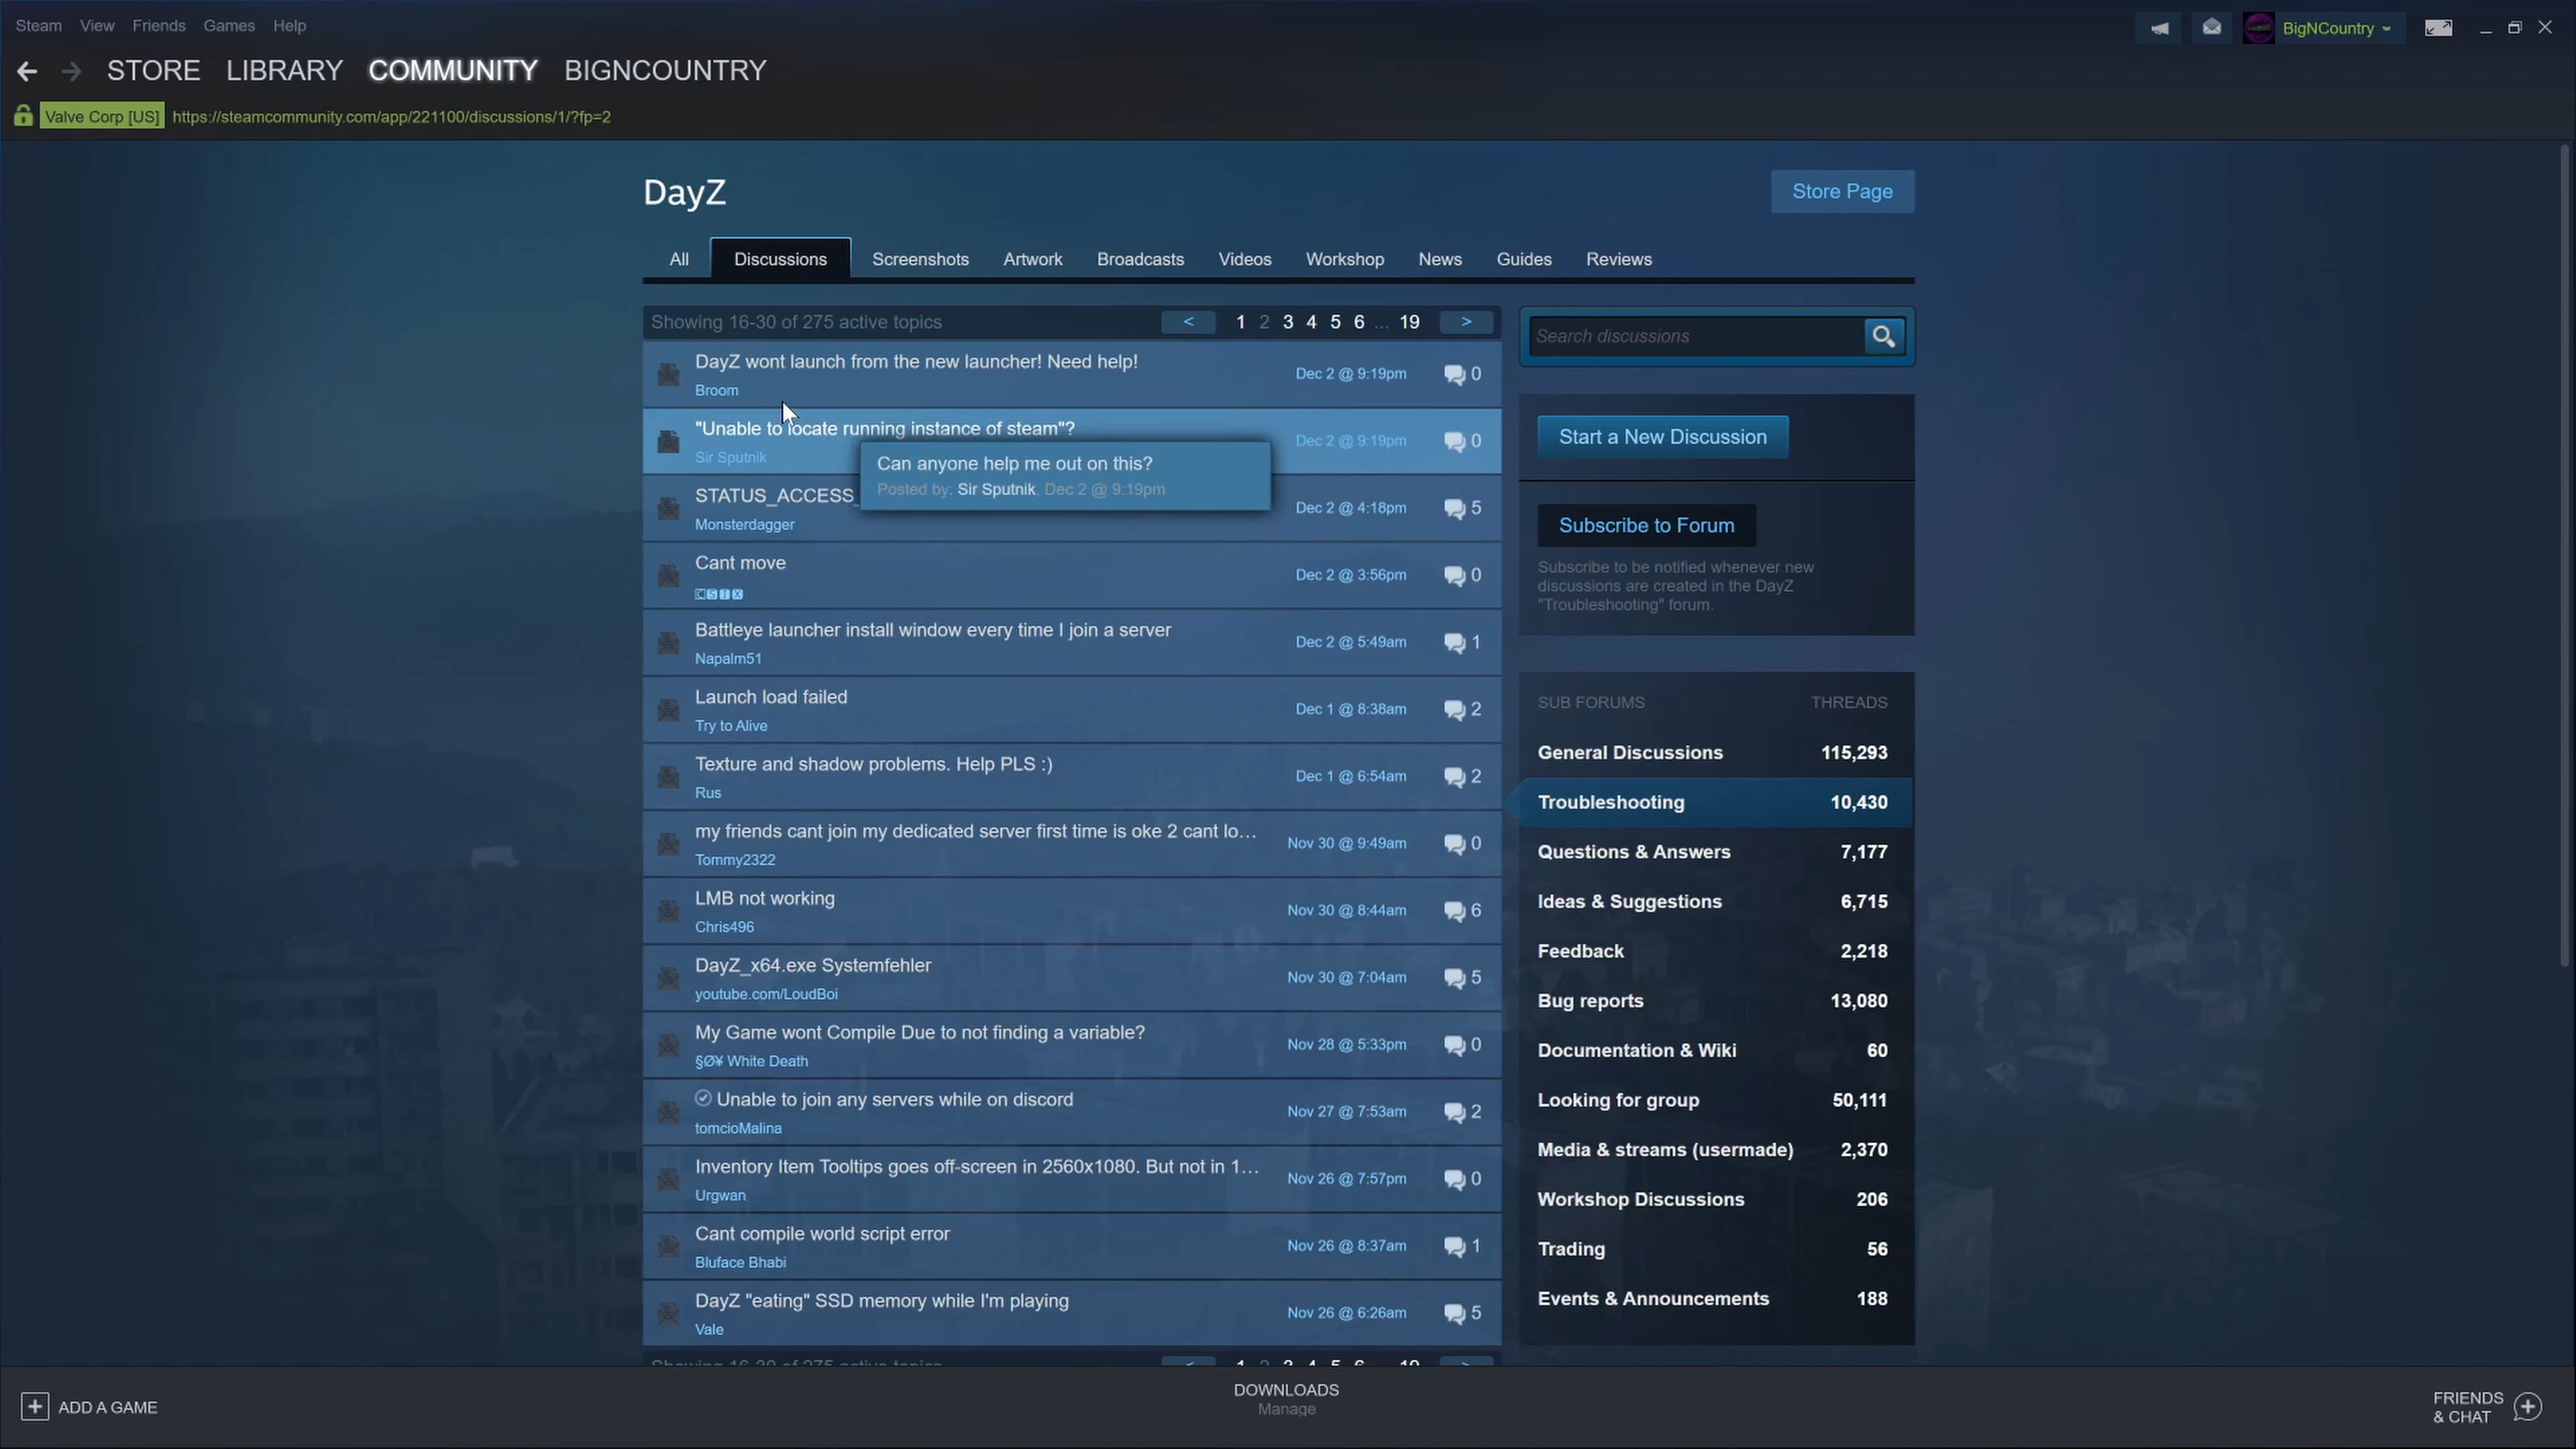 Steam View Friends Games Help
BigNCountry
STORE LIBRARY COMMUNITY BIGNCOUNTRY
Valve Corp [US] https://steamcommunity.com/app/221100/discussions/1/?fp=2
DayZ
Store Page
All Discussions Screenshots Artwork Broadcasts Videos Workshop News Guides Reviews
Showing 16-30 of 275 active topics < 1 2 3 4 5 6 ... 19 >
DayZ wont launch from the new launcher! Need help!
Broom
Dec 2 @ 9:19pm 0
"Unable to locate running instance of steam"?
Sir Sputnik
Dec 2 @ 9:19pm 0
Can anyone help me out on this?
Posted by: Sir Sputnik, Dec 2 @ 9:19pm
STATUS_ACCESS_
Monsterdagger
Dec 2 @ 4:18pm 5
Cant move
🄲🅂🄸🅇
Dec 2 @ 3:56pm 0
Battleye launcher install window every time I join a server
Napalm51
Dec 2 @ 5:49am 1
Launch load failed
Try to Alive
Dec 1 @ 8:38am 2
Texture and shadow problems. Help PLS :)
Rus
Dec 1 @ 6:54am 2
my friends cant join my dedicated server first time is oke 2 cant lo...
Tommy2322
Nov 30 @ 9:49am 0
LMB not working
Chris496
Nov 30 @ 8:44am 6
DayZ_x64.exe Systemfehler
youtube.com/LoudBoi
Nov 30 @ 7:04am 5
My Game wont Compile Due to not finding a variable?
§Ø¥ White Death
Nov 28 @ 5:33pm 0
Unable to join any servers while on discord
tomcioMalina
Nov 27 @ 7:53am 2
Inventory Item Tooltips goes off-screen in 2560x1080. But not in 1...
Urgwan
Nov 26 @ 7:57pm 0
Cant compile world script error
Bluface Bhabi
Nov 26 @ 8:37am 1
DayZ "eating" SSD memory while I'm playing
Vale
Nov 26 @ 6:26am 5
Showing 16-30 of 275 active topics < 1 2 3 4 5 6 ... 19 >
Search discussions
Start a New Discussion
Subscribe to Forum
Subscribe to be notified whenever new
discussions are created in the DayZ
"Troubleshooting" forum.
SUB FORUMS THREADS
General Discussions 115,293
Troubleshooting 10,430
Questions & Answers 7,177
Ideas & Suggestions 6,715
Feedback 2,218
Bug reports 13,080
Documentation & Wiki 60
Looking for group 50,111
Media & streams (usermade) 2,370
Workshop Discussions 206
Trading 56
Events & Announcements 188
ADD A GAME
DOWNLOADS
Manage
FRIENDS
& CHAT